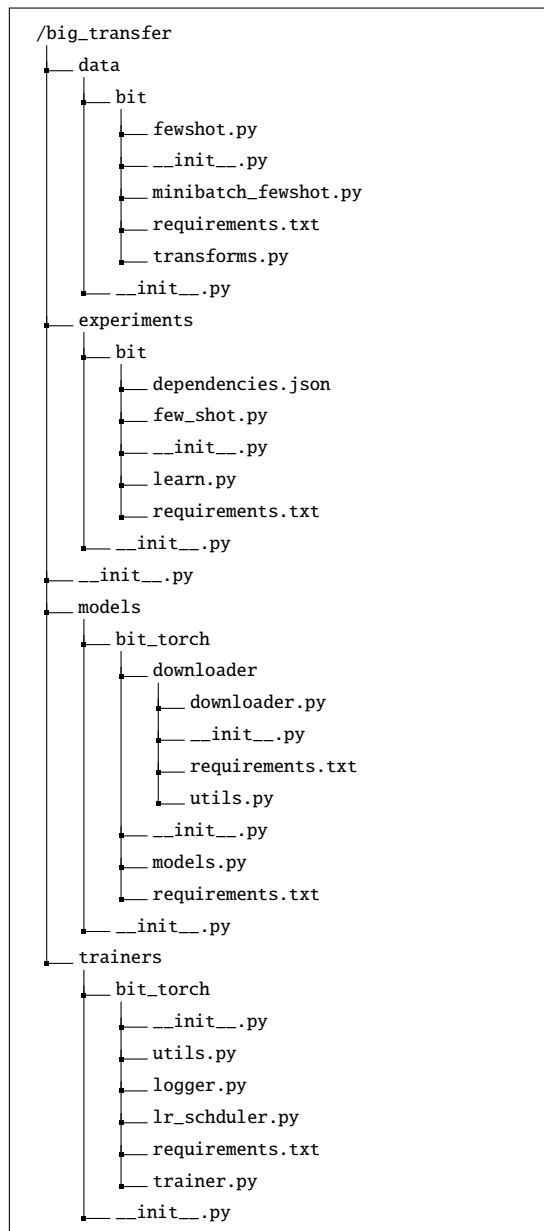 /big_transfer
data
bit
fewshot.py
__init__.py
minibatch_fewshot.py
requirements.txt
transforms.py
__init__.py
experiments
bit
dependencies.json
few_shot.py
__init__.py
learn.py
requirements.txt
__init__.py
__init__.py
models
bit_torch
downloader
downloader.py
__init__.py
requirements.txt
utils.py
__init__.py
models.py
requirements.txt
__init__.py
trainers
bit_torch
__init__.py
utils.py
logger.py
lr_schduler.py
requirements.txt
trainer.py
__init__.py